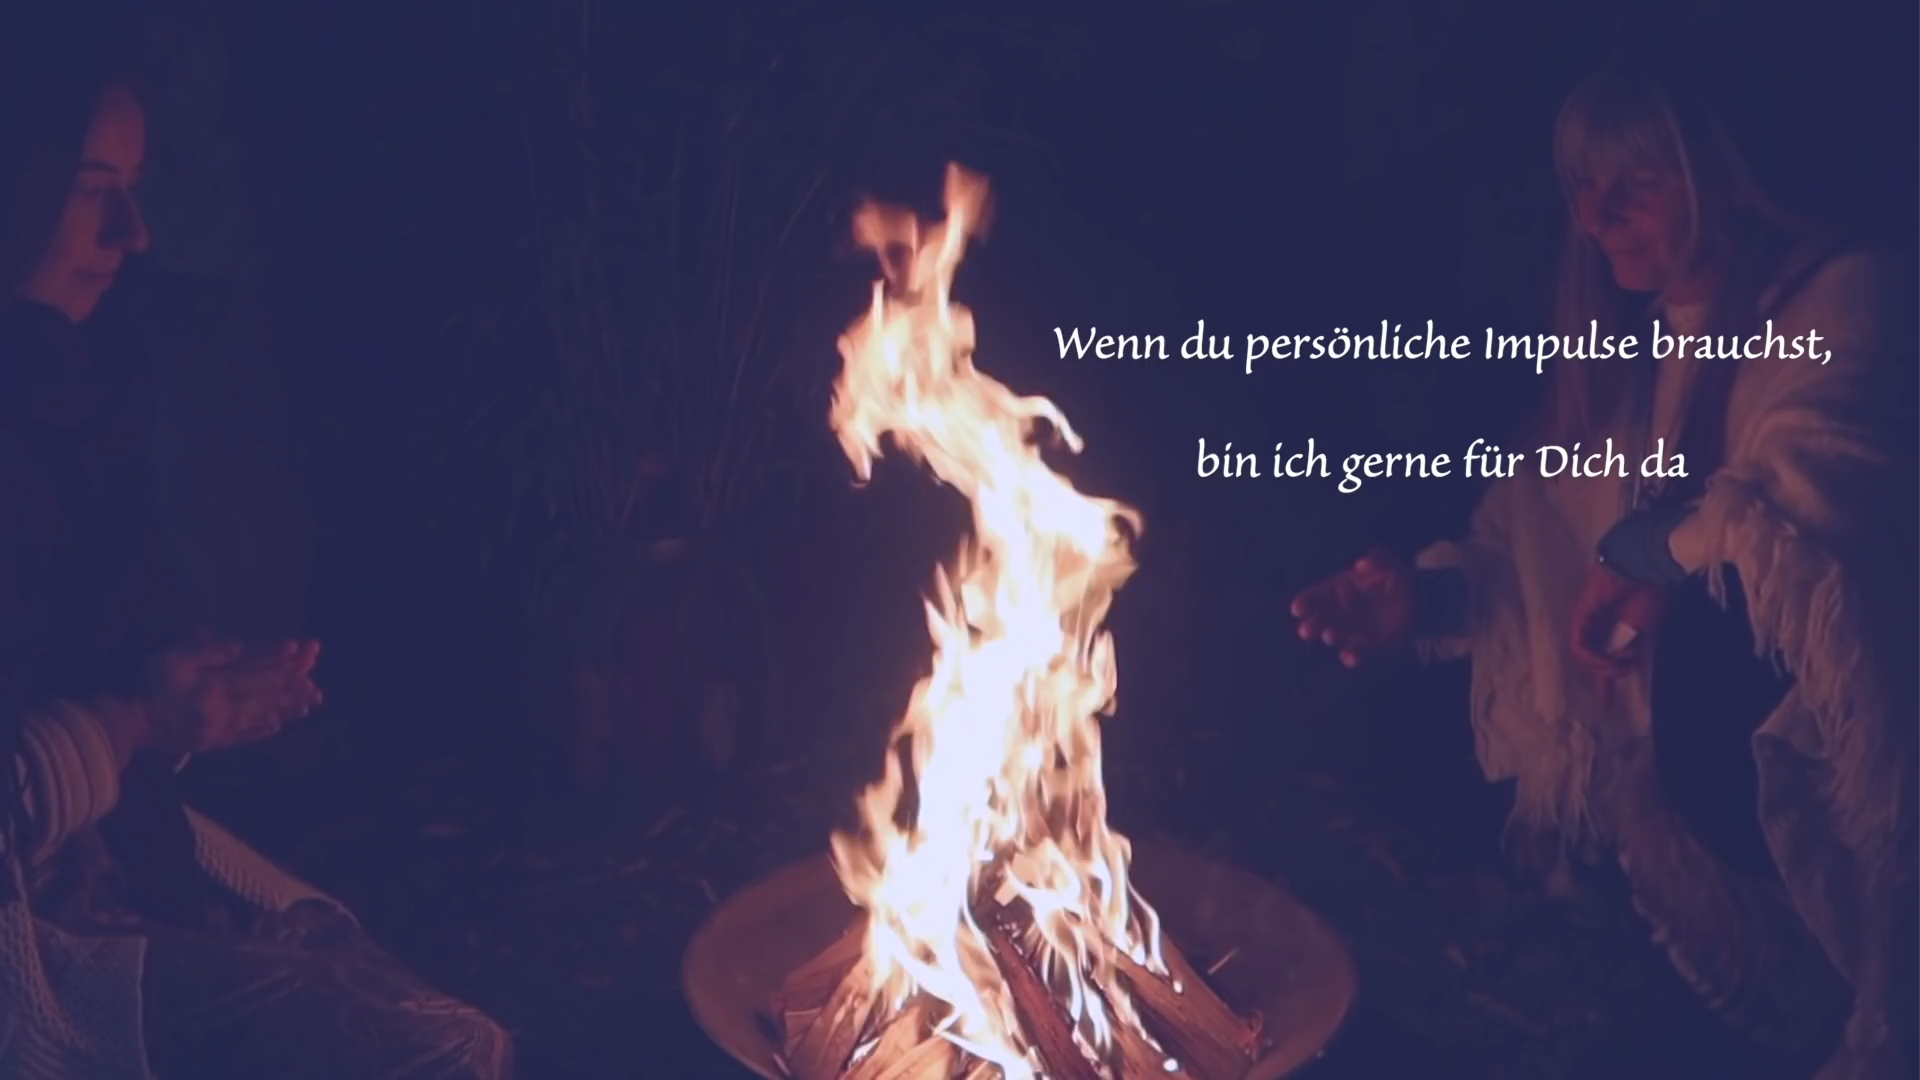 Wenn du persönliche Impulse brauchst,
bin ich gerne für Dich da